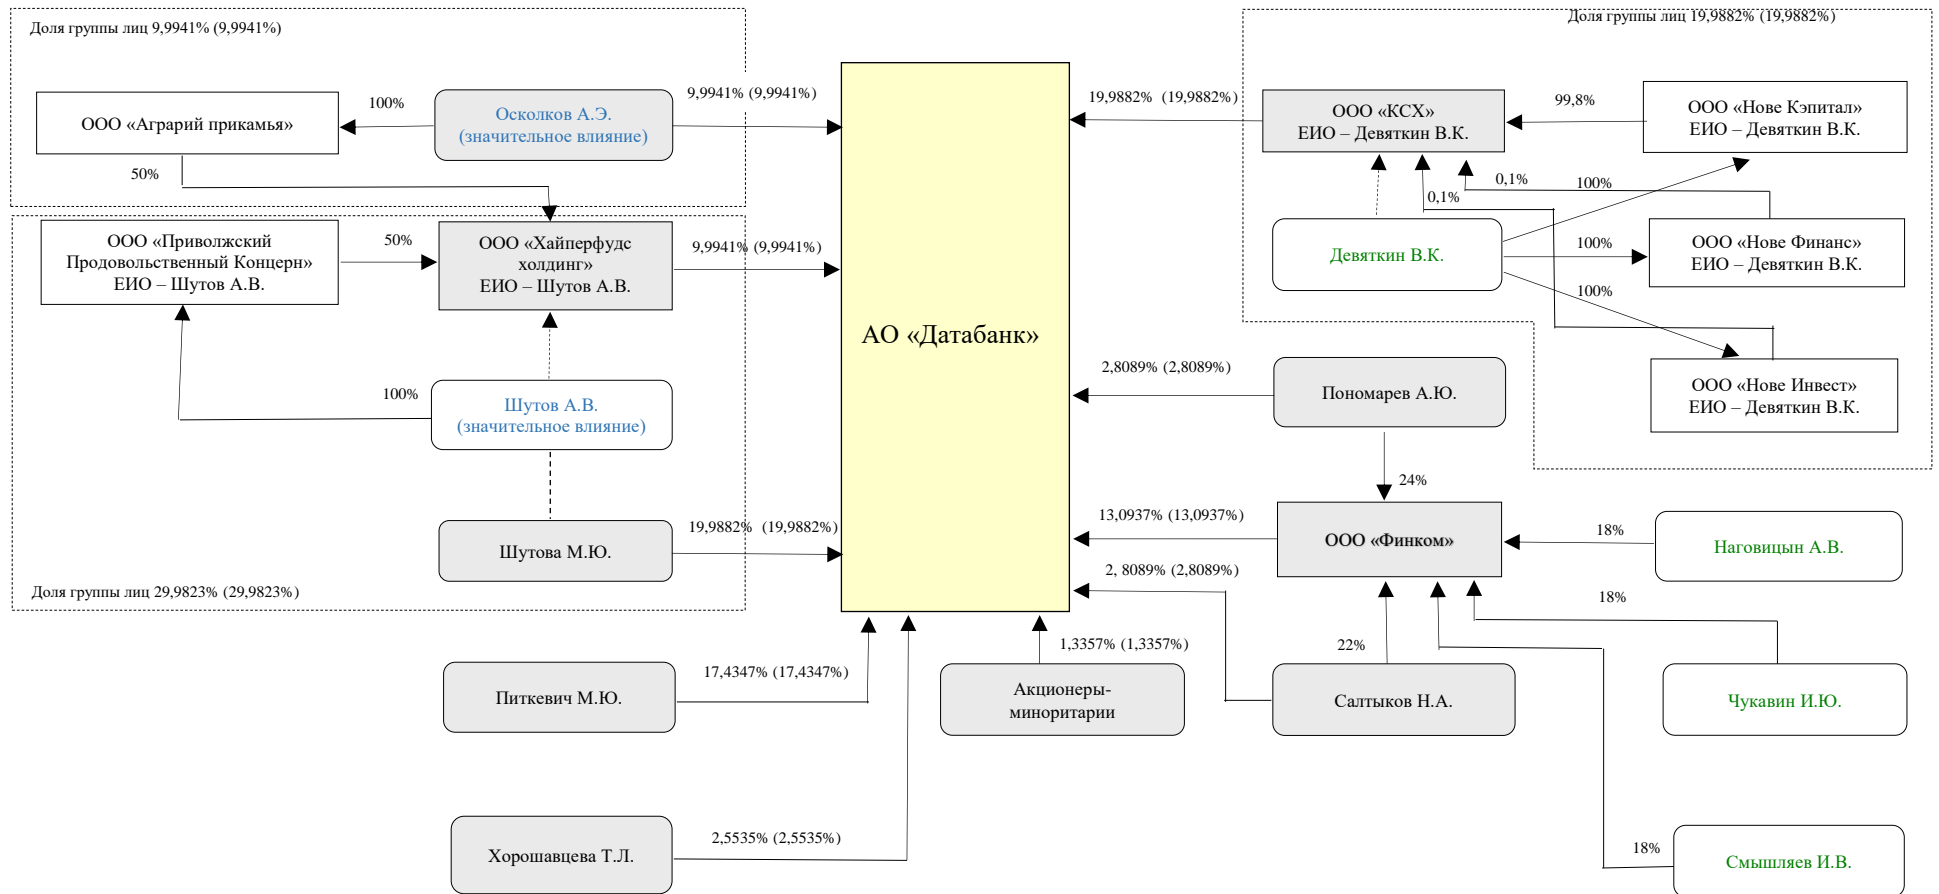 Доля группы лиц 9,9941% (9,9941%)
ООО «Аграрий прикамья»
100%
Осколков А.Э.
(значительное влияние)
9,9941% (9,9941%)
50%
ООО «Приволжский
Продовольственный Концерн»
ЕИО – Шутов А.В.
50%
ООО «Хайперфудс
холдинг»
ЕИО – Шутов А.В.
9,9941% (9,9941%)
100%
Шутов А.В.
(значительное влияние)
Шутова М.Ю.
19,9882% (19,9882%)
Доля группы лиц 29,9823% (29,9823%)
АО «Датабанк»
Питкевич М.Ю.
17,4347% (17,4347%)
Хорошавцева Т.Л.
2,5535% (2,5535%)
1,3357% (1,3357%)
Акционеры-
миноритарии
Доля группы лиц 19,9882% (19,9882%)
19,9882% (19,9882%)
ООО «КСХ»
ЕИО – Девяткин В.К.
99,8%
ООО «Нове Кэпитал»
ЕИО – Девяткин В.К.
0,1%
100%
0,1%
Девяткин В.К.
100%
ООО «Нове Финанс»
ЕИО – Девяткин В.К.
100%
ООО «Нове Инвест»
ЕИО – Девяткин В.К.
2,8089% (2,8089%)
Пономарев А.Ю.
24%
13,0937% (13,0937%)
ООО «Финком»
18%
Наговицын А.В.
2, 8089% (2,8089%)
18%
22%
Салтыков Н.А.
Чукавин И.Ю.
18%
Смышляев И.В.